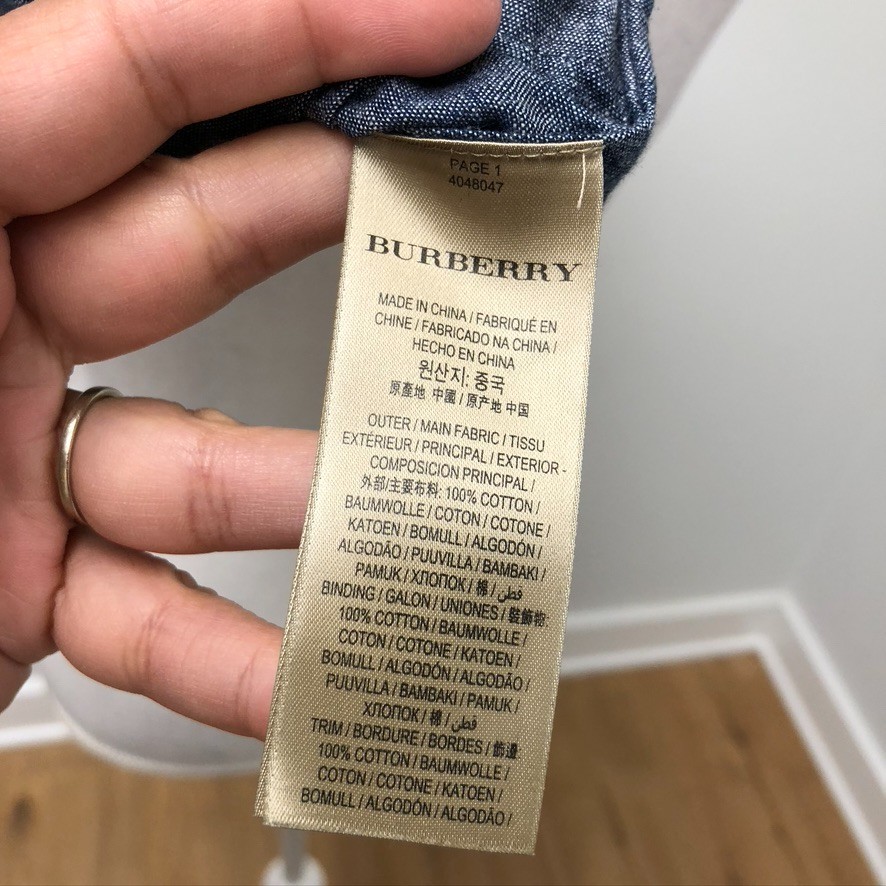 PAGE 1
4048047
BURBERRY
MADE IN CHINA / FABRIQUÉ EN
CHINE / FABRICADO NA CHINA /
HECHO EN CHINA
원산지: 중국
原產地 中國 / 原产地 中国
OUTER / MAIN FABRIC / TISSU
EXTÉRIEUR / PRINCIPAL / EXTERIOR -
COMPOSICION PRINCIPAL /
外部/主要布料: 100% COTTON /
BAUMWOLLE / COTON / COTONE /
KATOEN / BOMULL / ALGODÓN /
ALGODÃO / PUUVILLA / BAMBAKI /
PAMUK / ХЛОПОК / 棉 / قطن /
BINDING / GALON / UNIONES / 裝飾褶:
100% COTTON / BAUMWOLLE /
COTON / COTONE / KATOEN /
BOMULL / ALGODÓN / ALGODÃO /
PUUVILLA / BAMBAKI / PAMUK /
ХЛОПОК / 棉 / قطن
TRIM / BORDURE / BORDES / 飾邊
100% COTTON / BAUMWOLLE /
COTON / COTONE / KATOEN /
BOMULL / ALGODÓN / ALGODÃO /